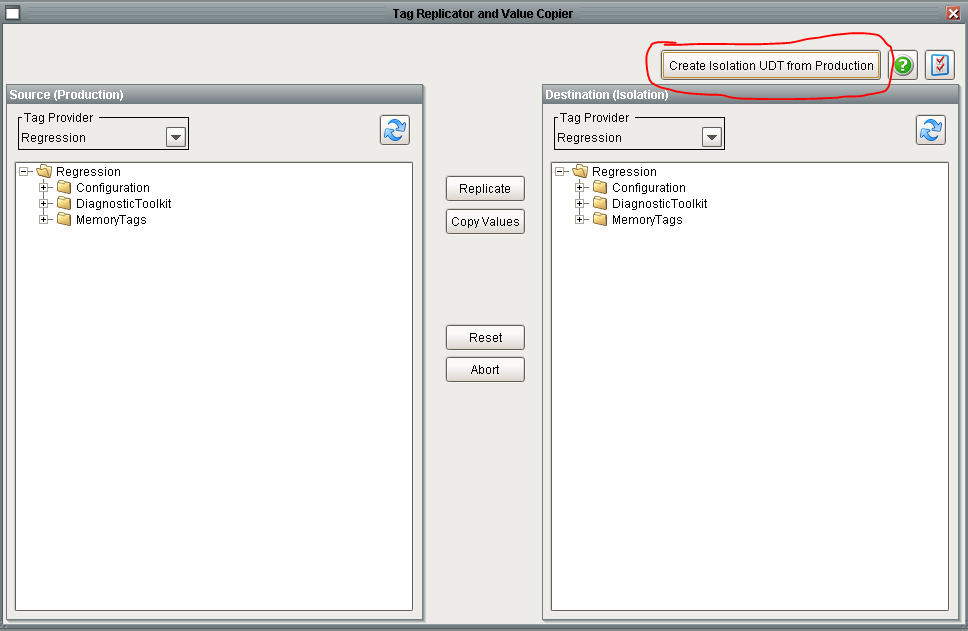 Tag Replicator and Value Copier
Create Isolation UDT from Production
Source (Production)
Tag Provider
Regression
Regression
Configuration
DiagnosticToolkit
MemoryTags
Replicate
Copy Values
Reset
Abort
Destination (Isolation)
Tag Provider
Regression
Regression
Configuration
DiagnosticToolkit
MemoryTags